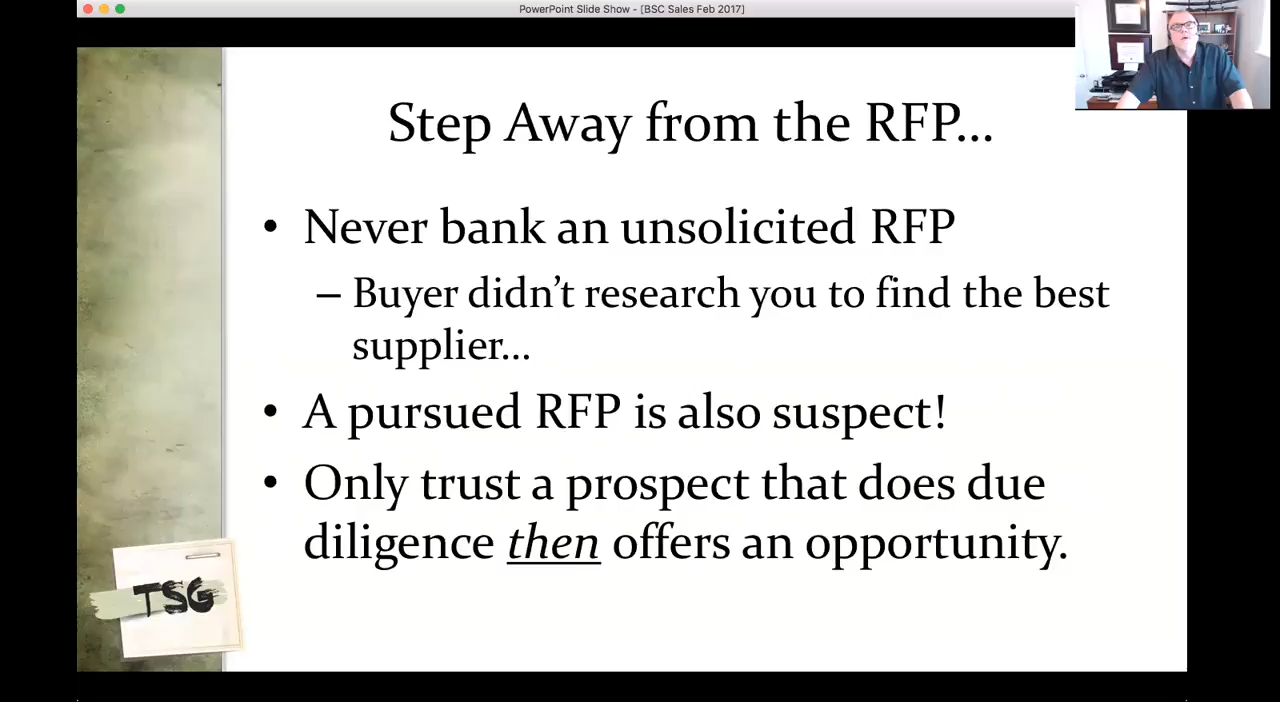 PowerPoint Slide Show - [BSC Sales Feb 2017]
Step Away from the RFP...
• Never bank an unsolicited RFP
– Buyer didn’t research you to find the best
supplier...
• A pursued RFP is also suspect!
• Only trust a prospect that does due
diligence then offers an opportunity.
TSG